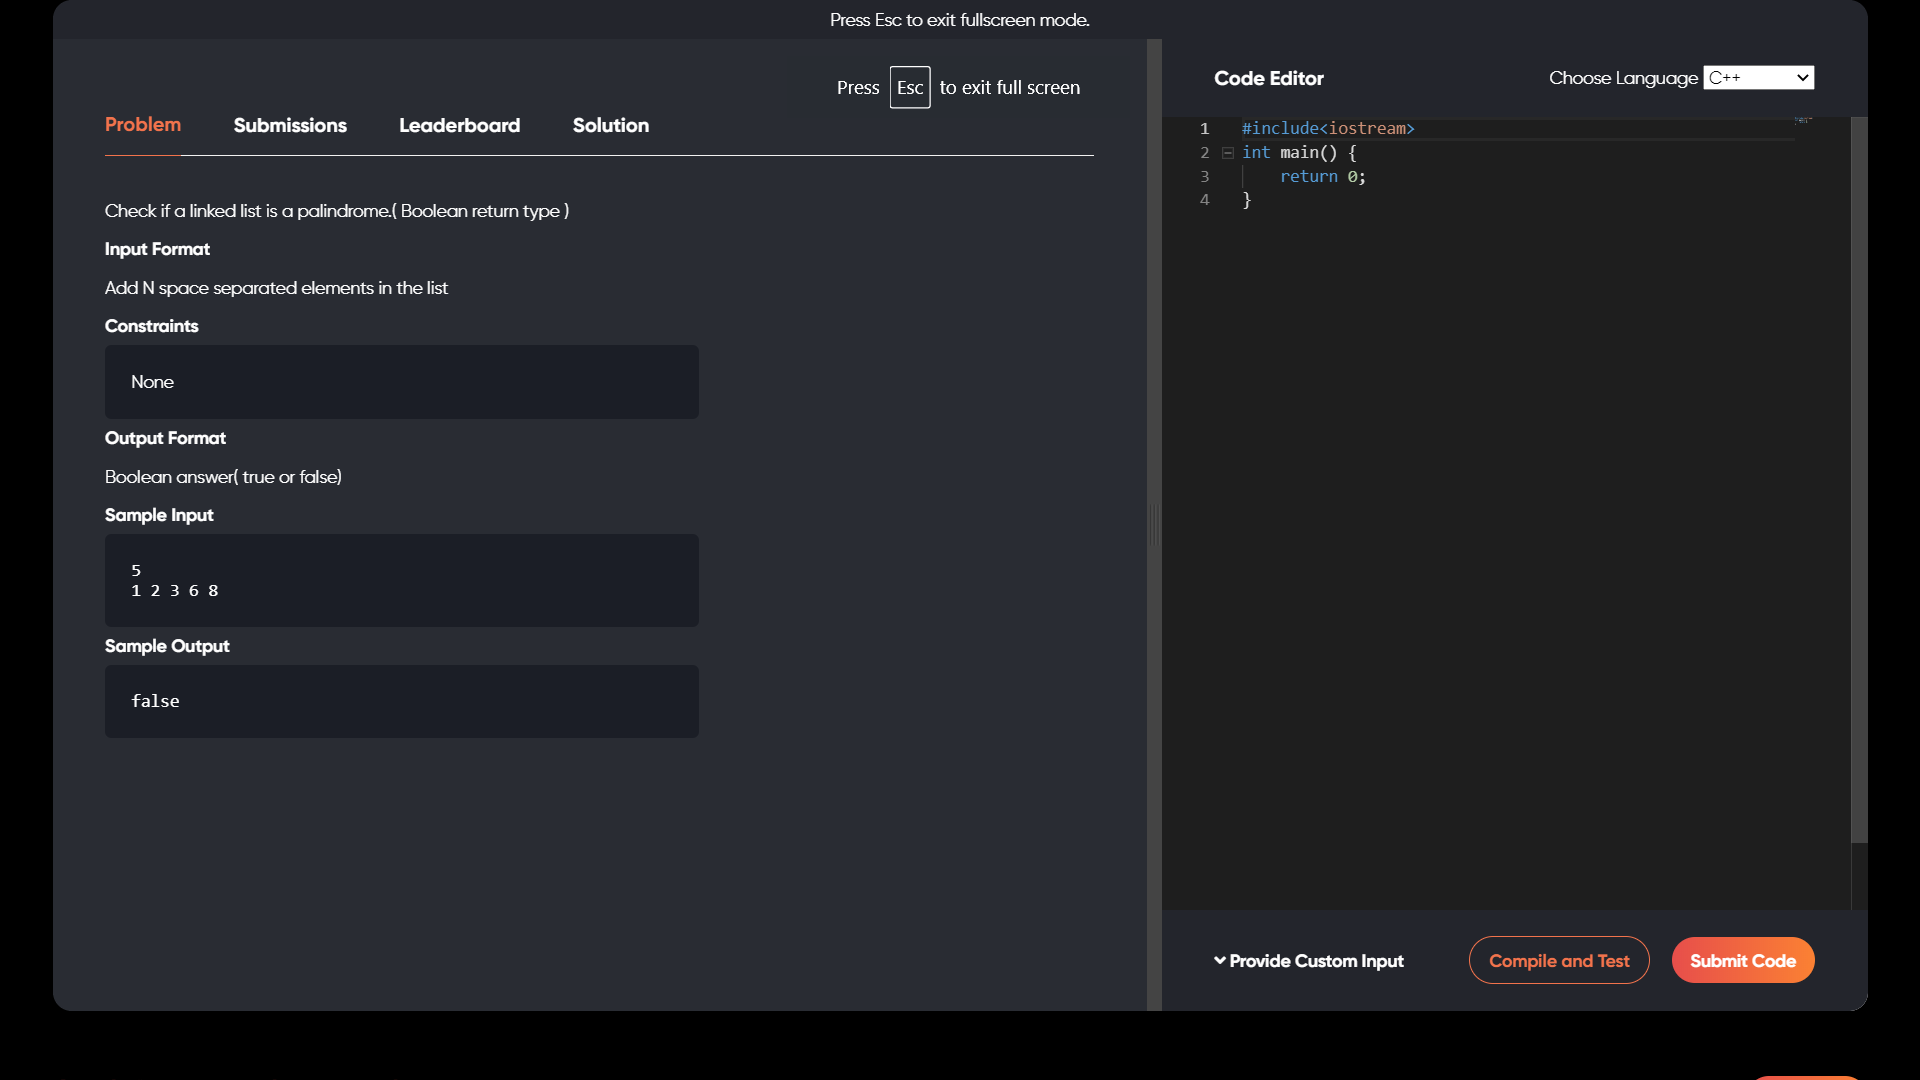 Press Esc to exit fullscreen mode.
Press Esc to exit full screen
Problem Submissions Leaderboard Solution
Check if a linked list is a palindrome.( Boolean return type )
Input Format
Add N space separated elements in the list
Constraints
None
Output Format
Boolean answer( true or false)
Sample Input
5
1 2 3 6 8
Sample Output
false
Code Editor
Choose Language C++
1 #include<iostream>
2 int main() {
3 return 0;
4 }
Provide Custom Input
Compile and Test
Submit Code